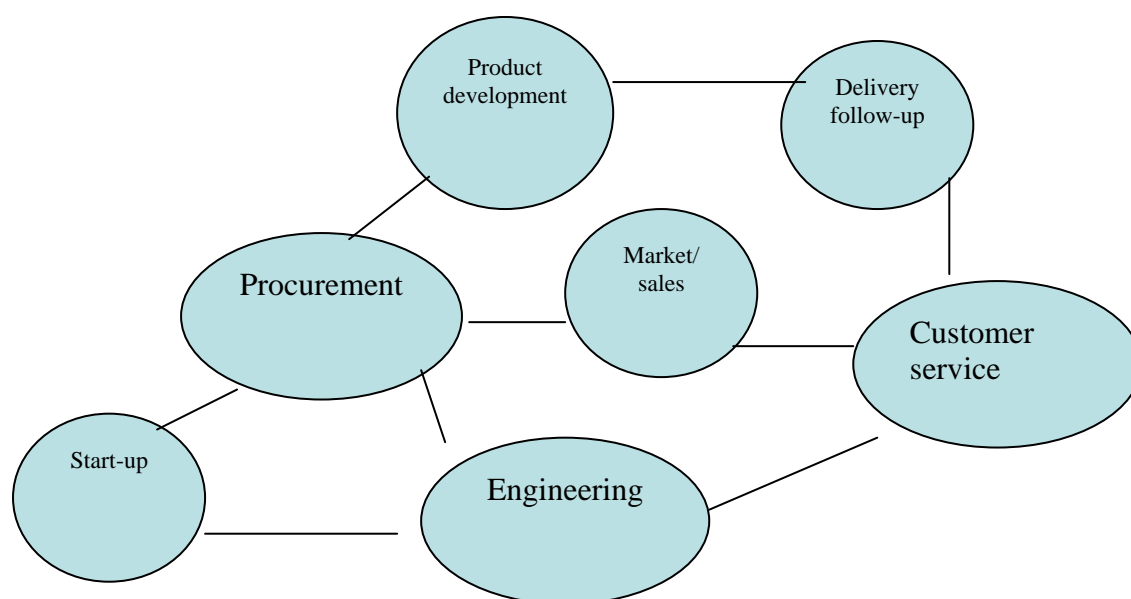 Product
development
Delivery
follow-up
Market/
sales
Procurement
Customer
service
Start-up
Engineering